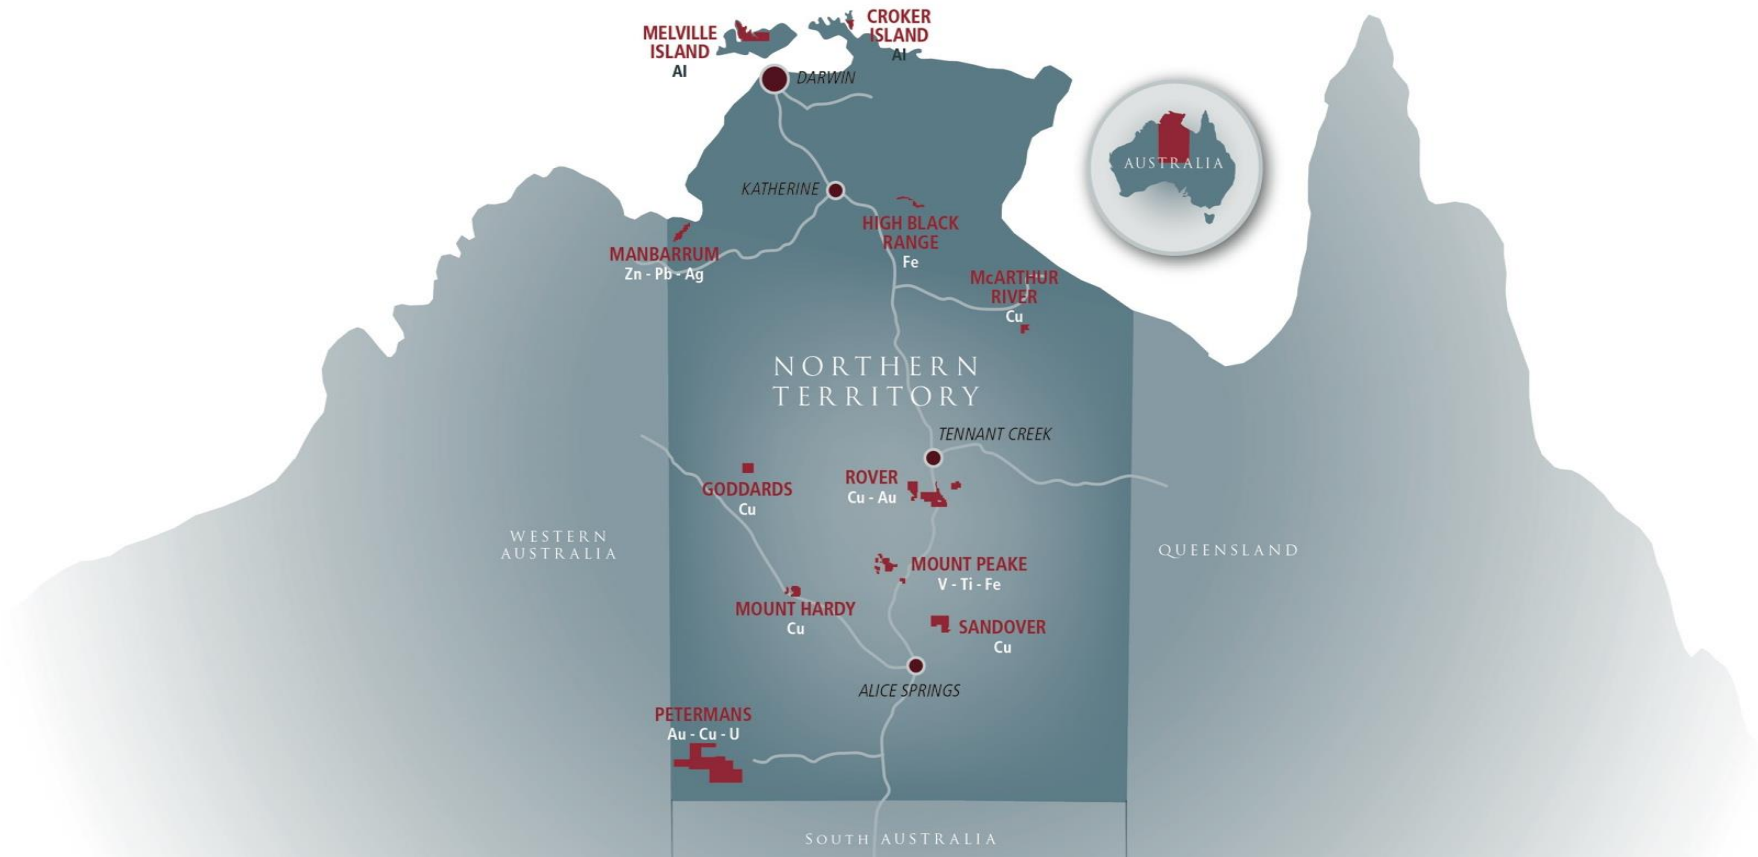 MELVILLE
ISLAND
Al
CROKER
ISLAND
Al
DARWIN
AUSTRALIA
KATHERINE
HIGH BLACK
RANGE
Fe
MANBARRUM
Zn - Pb - Ag
McARTHUR
RIVER
Cu
NORTHERN
TERRITORY
TENNANT CREEK
ROVER
Cu - Au
GODDARDS
Cu
WESTERN
AUSTRALIA
QUEENSLAND
MOUNT PEAKE
V - Ti - Fe
MOUNT HARDY
Cu
SANDOVER
Cu
ALICE SPRINGS
PETERMANS
Au - Cu - U
SOUTH AUSTRALIA